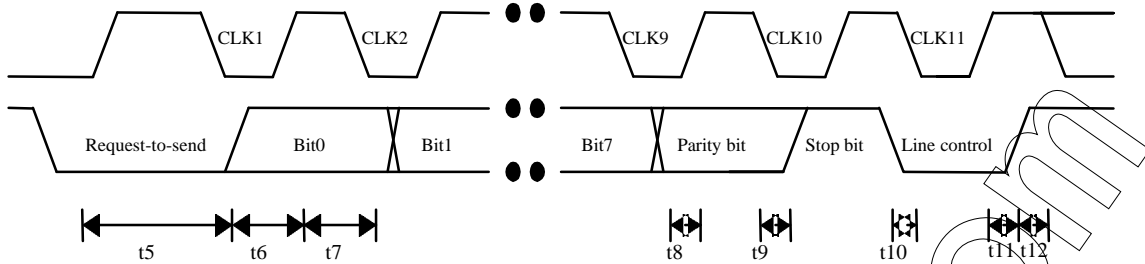 CLK1 CLK2 CLK9 CLK10 CLK11
Request-to-send Bit0 Bit1 Bit7 Parity bit Stop bit Line control
t5 t6 t7 t8 t9 t10 t11 t12